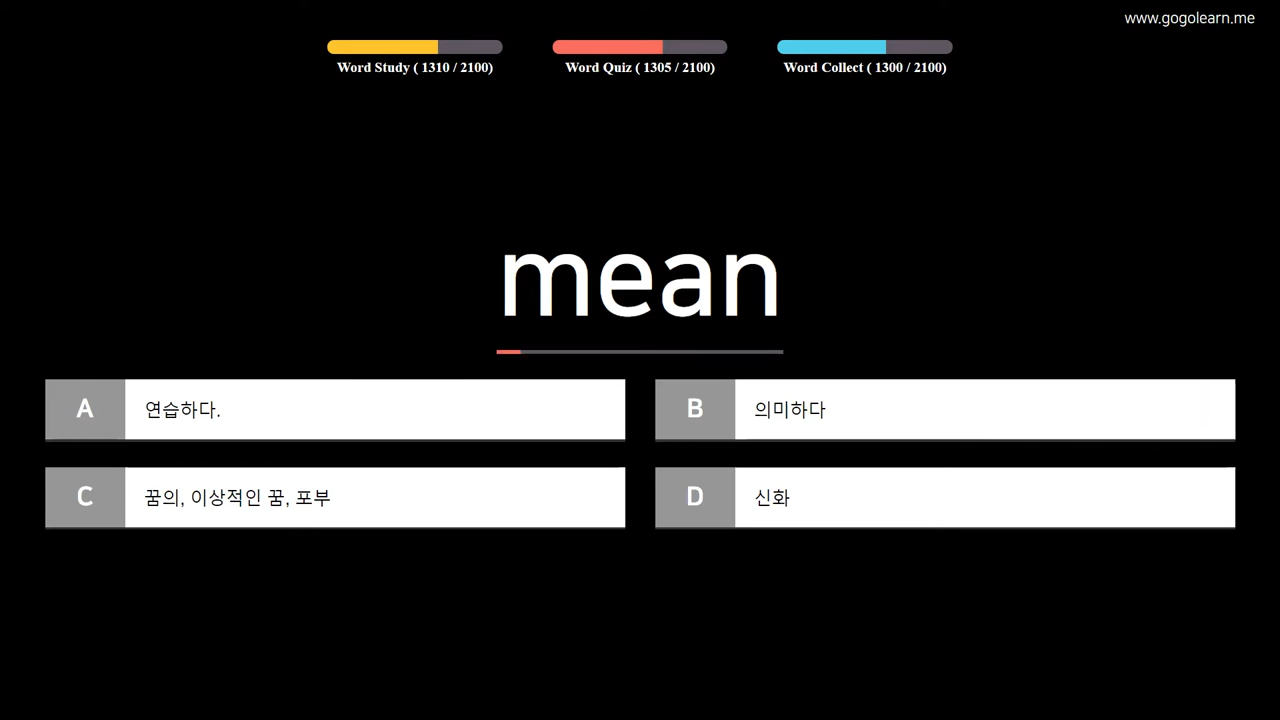 www.gogolearn.me
Word Study ( 1310 / 2100)
Word Quiz ( 1305 / 2100)
Word Collect ( 1300 / 2100)
mean
A 연습하다.
B 의미하다
C 꿈의, 이상적인 꿈, 포부
D 신화